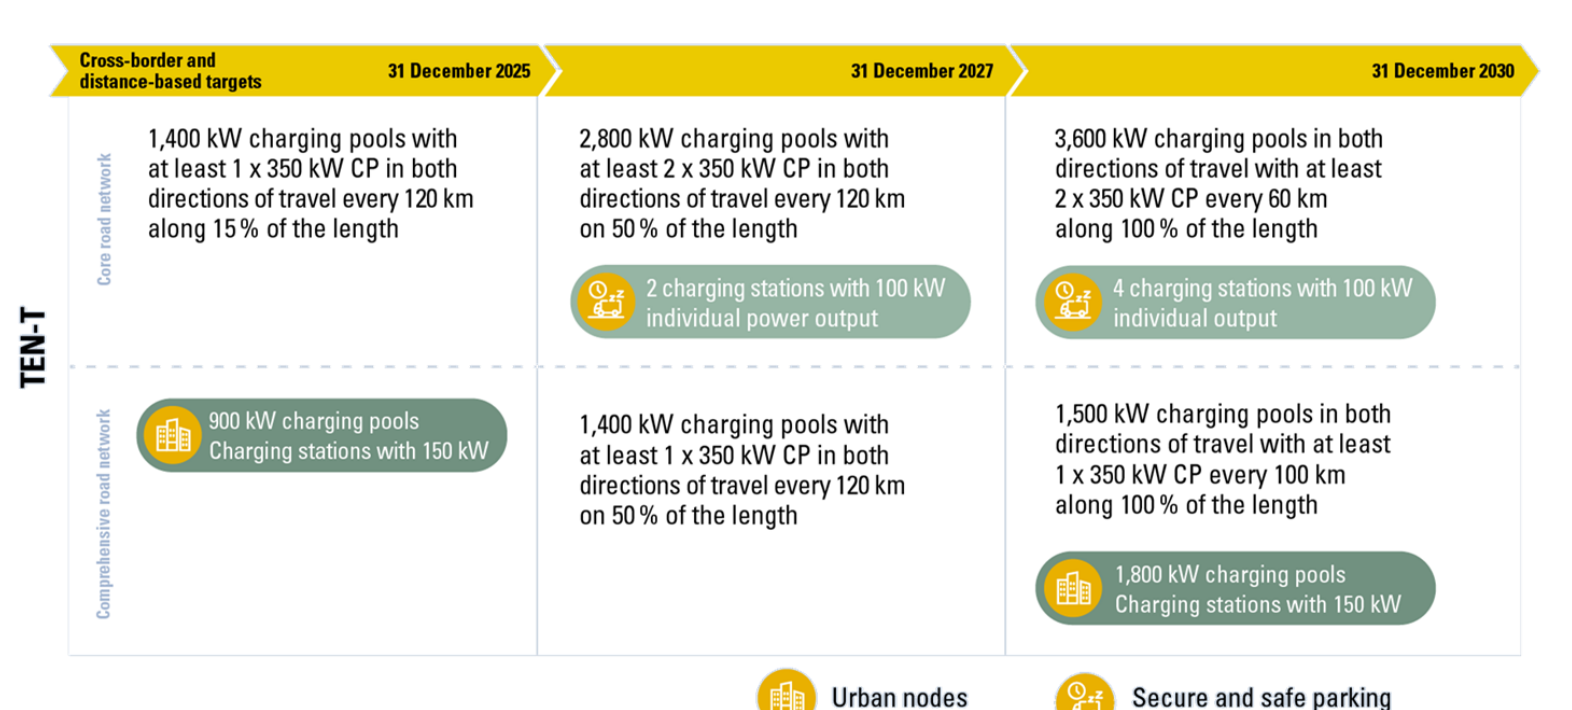 Cross-border and
distance-based targets
31 December 2025
31 December 2027
31 December 2030
TEN-T
Core road network
1,400 kW charging pools with
at least 1 x 350 kW CP in both
directions of travel every 120 km
along 15 % of the length
2,800 kW charging pools with
at least 2 x 350 kW CP in both
directions of travel every 120 km
on 50 % of the length
2 charging stations with 100 kW
individual power output
3,600 kW charging pools in both
directions of travel with at least
2 x 350 kW CP every 60 km
along 100 % of the length
4 charging stations with 100 kW
individual output
Comprehensive road network
900 kW charging pools
Charging stations with 150 kW
1,400 kW charging pools with
at least 1 x 350 kW CP in both
directions of travel every 120 km
on 50 % of the length
1,500 kW charging pools in both
directions of travel with at least
1 x 350 kW CP every 100 km
along 100 % of the length
1,800 kW charging pools
Charging stations with 150 kW
Urban nodes
Secure and safe parking